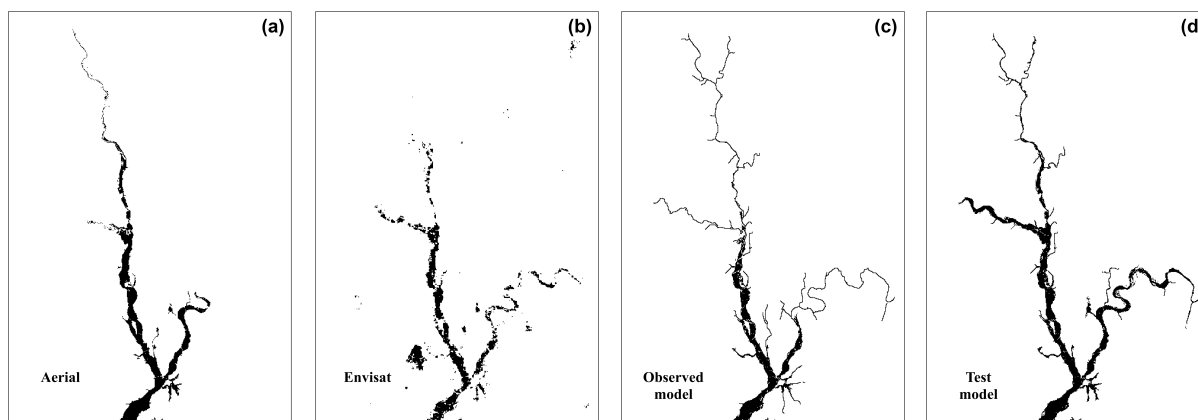 (a)
(b)
(c)
(d
Aerial
Envisat
Observed
model
Test
model